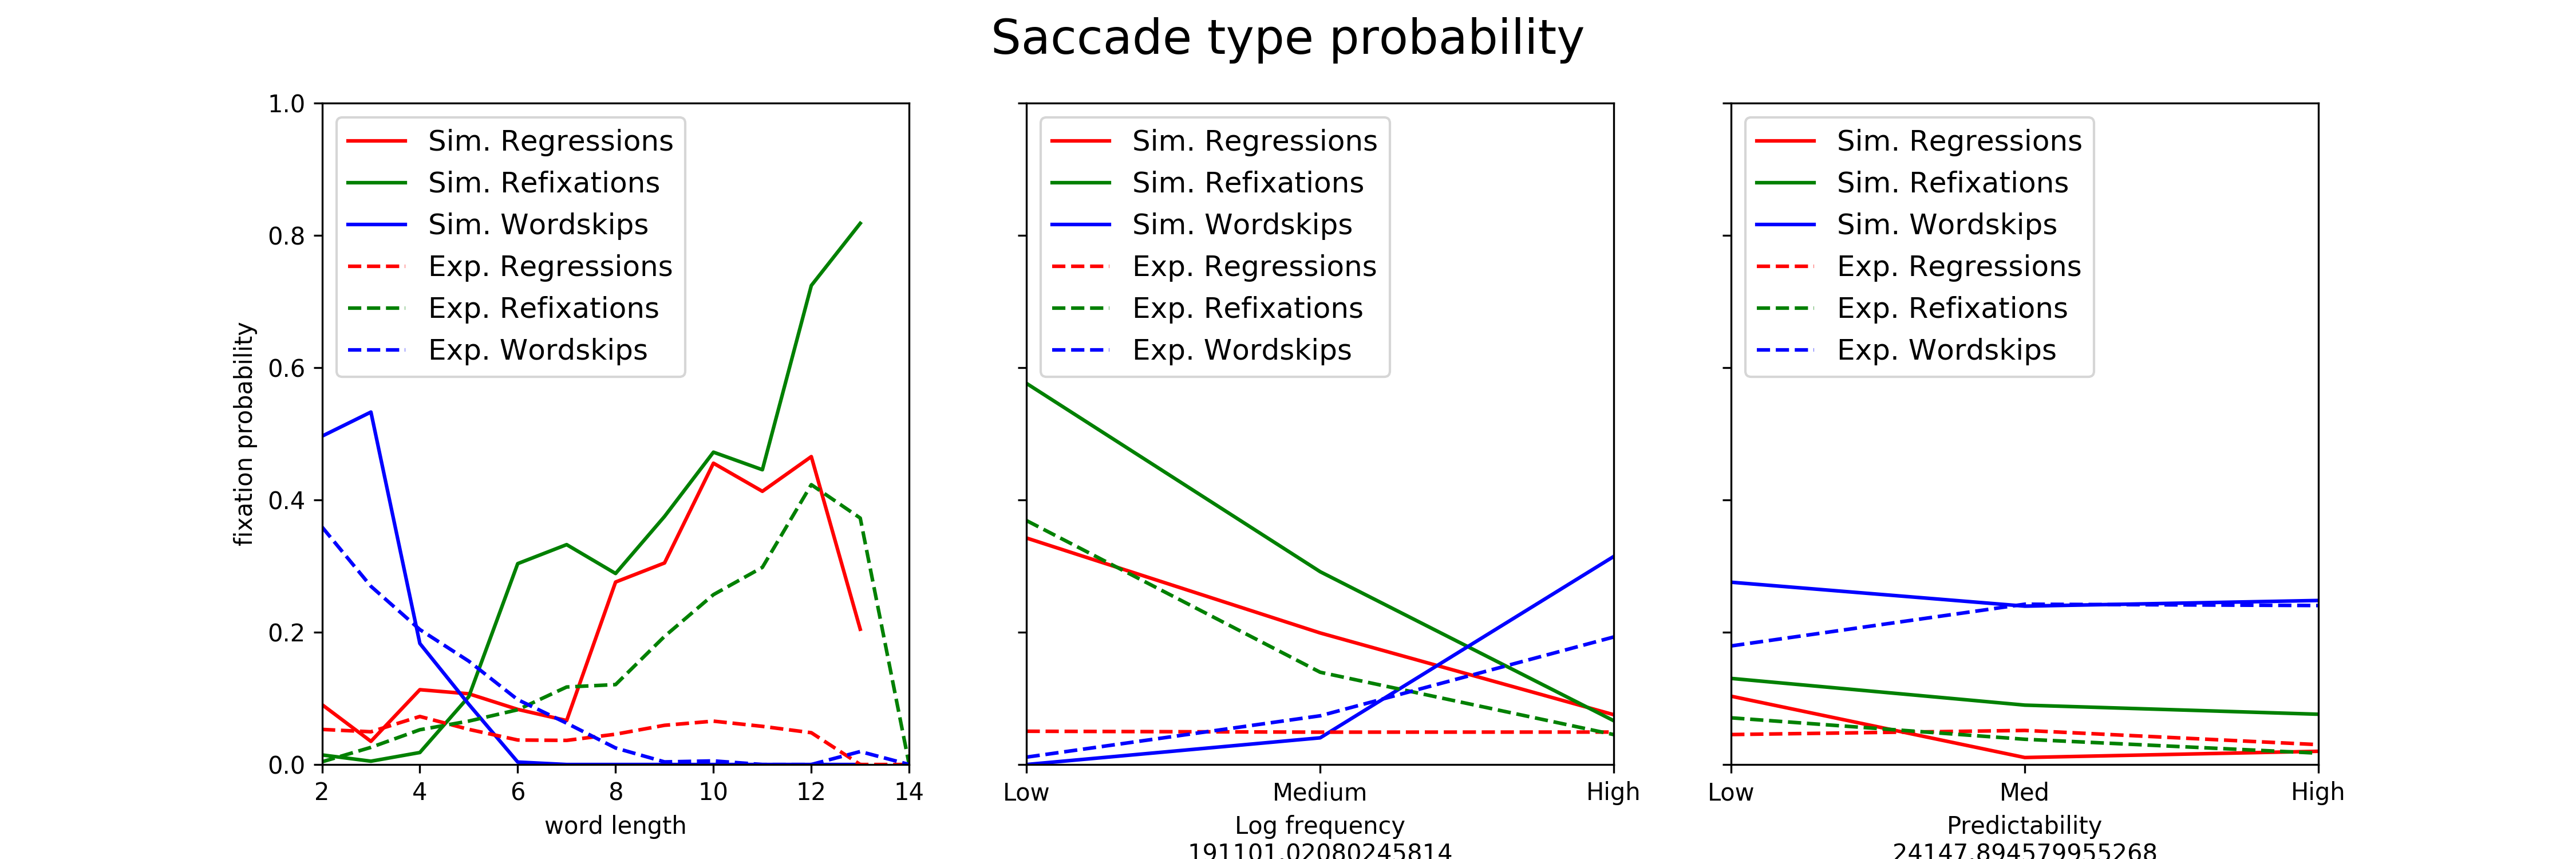 Saccade type probability
fixation probability
1.0
0.8
0.6
0.4
0.2
0.0
Sim. Regressions
Sim. Refixations
Sim. Wordskips
Exp. Regressions
Exp. Refixations
Exp. Wordskips
2 4 6 8 10 12 14
word length
Sim. Regressions
Sim. Refixations
Sim. Wordskips
Exp. Regressions
Exp. Refixations
Exp. Wordskips
Low Medium High
Log frequency
191101.02080245814
Sim. Regressions
Sim. Refixations
Sim. Wordskips
Exp. Regressions
Exp. Refixations
Exp. Wordskips
Low Med High
Predictability
24147.894579955268